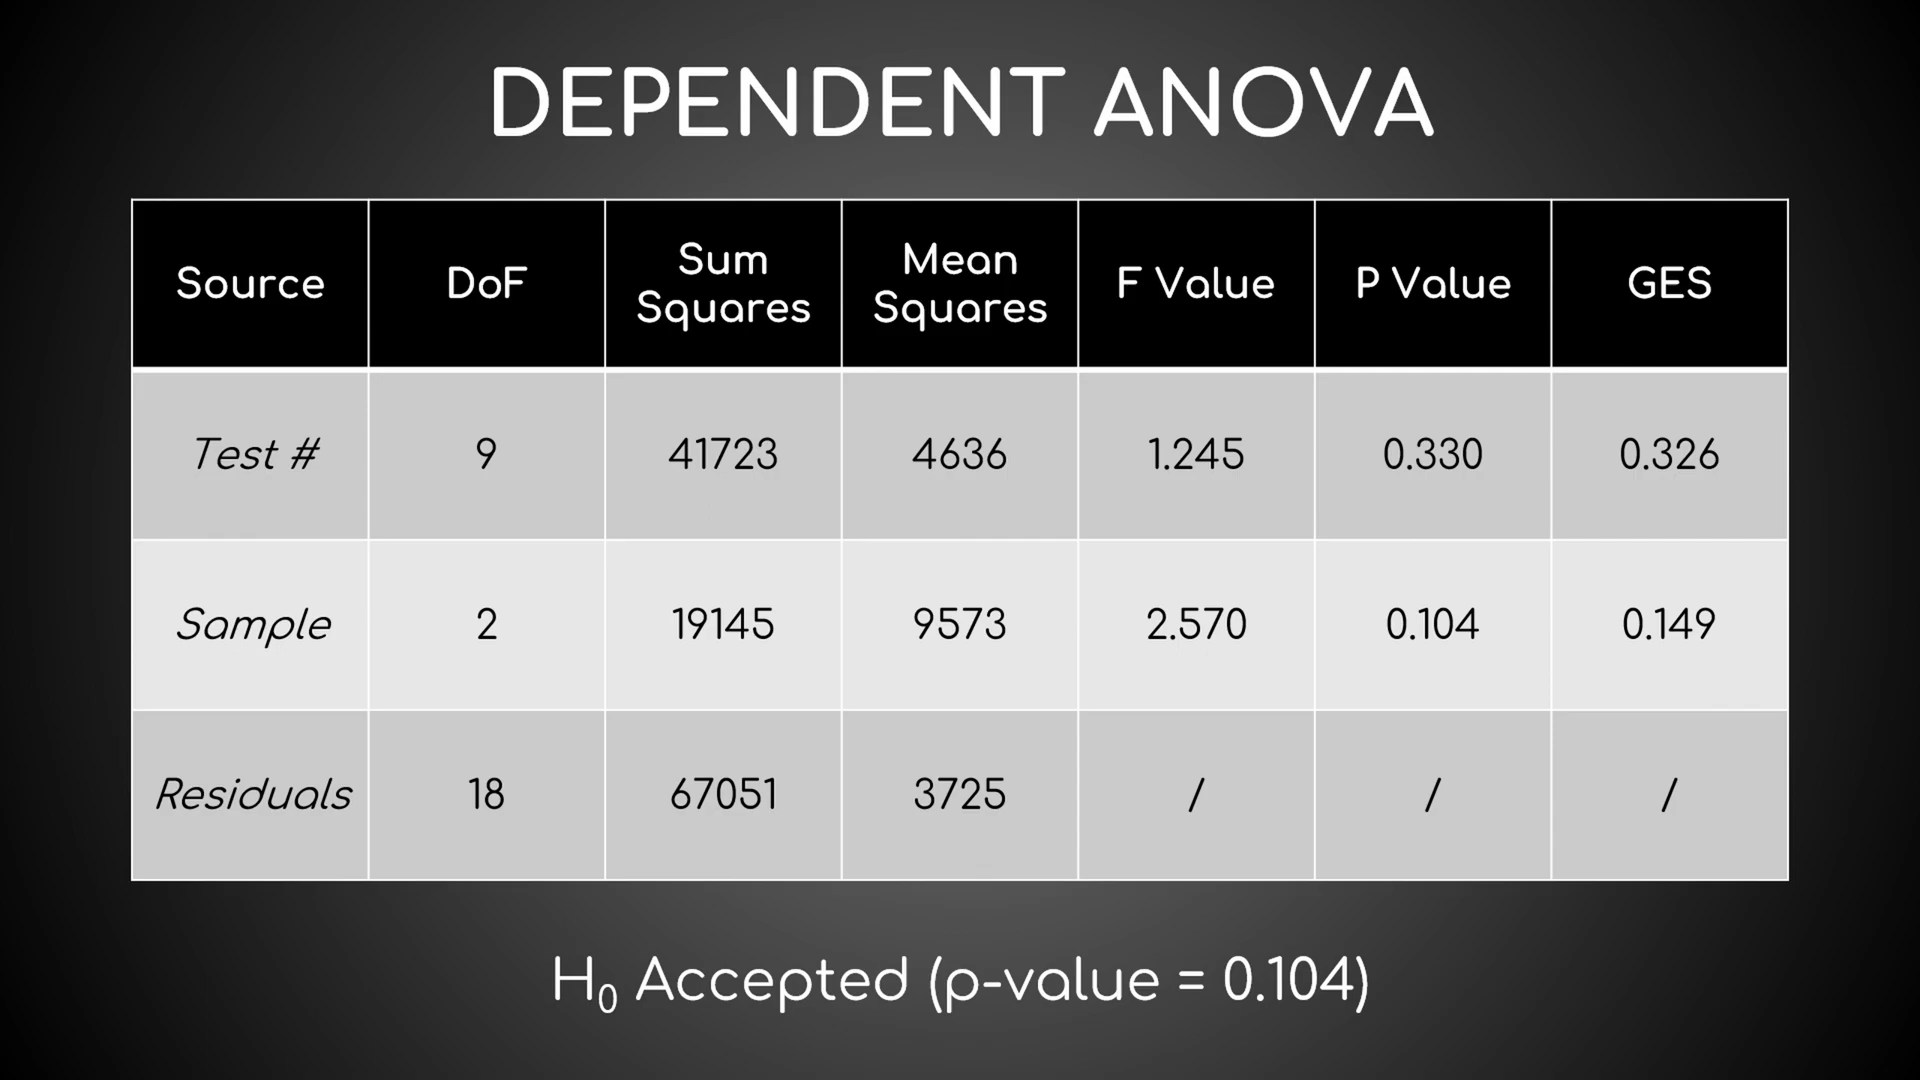 DEPENDENT ANOVA
Source DoF Sum Squares Mean Squares F Value P Value GES
Test # 9 41723 4636 1.245 0.330 0.326
Sample 2 19145 9573 2.570 0.104 0.149
Residuals 18 67051 3725 / / /
H₀ Accepted (p-value = 0.104)